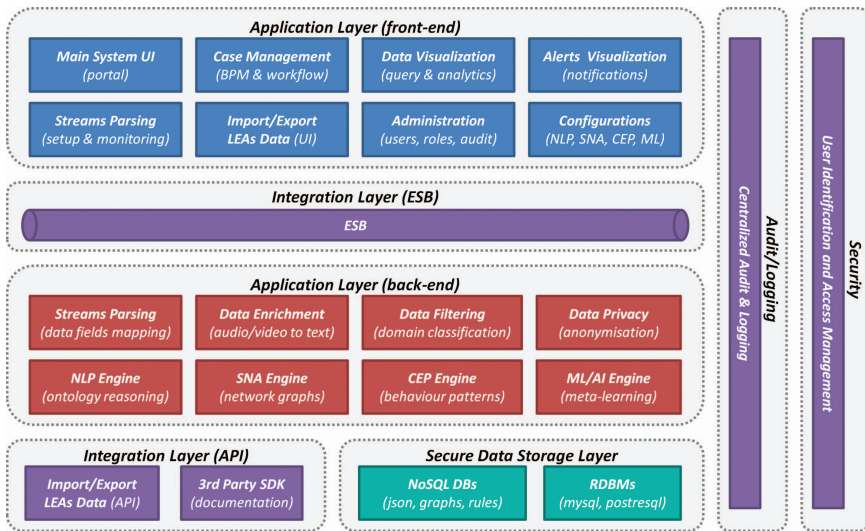 Application Layer (front-end)
Main System UI
(portal)
Case Management
(BPM & workflow)
Data Visualization
(query & analytics)
Alerts Visualization
(notifications)
Streams Parsing
(setup & monitoring)
Import/Export
LEAs Data (UI)
Administration
(users, roles, audit)
Configurations
(NLP, SNA, CEP, ML)
Integration Layer (ESB)
ESB
Application Layer (back-end)
Streams Parsing
(data fields mapping)
Data Enrichment
(audio/video to text)
Data Filtering
(domain classification)
Data Privacy
(anonymisation)
NLP Engine
(ontology reasoning)
SNA Engine
(network graphs)
CEP Engine
(behaviour patterns)
ML/AI Engine
(meta-learning)
Integration Layer (API)
Import/Export
LEAs Data (API)
3rd Party SDK
(documentation)
Secure Data Storage Layer
NoSQL DBs
(json, graphs, rules)
RDBMs
(mysql, postresql)
Centralized Audit & Logging
Audit/Logging
User Identification and Access Management
Security